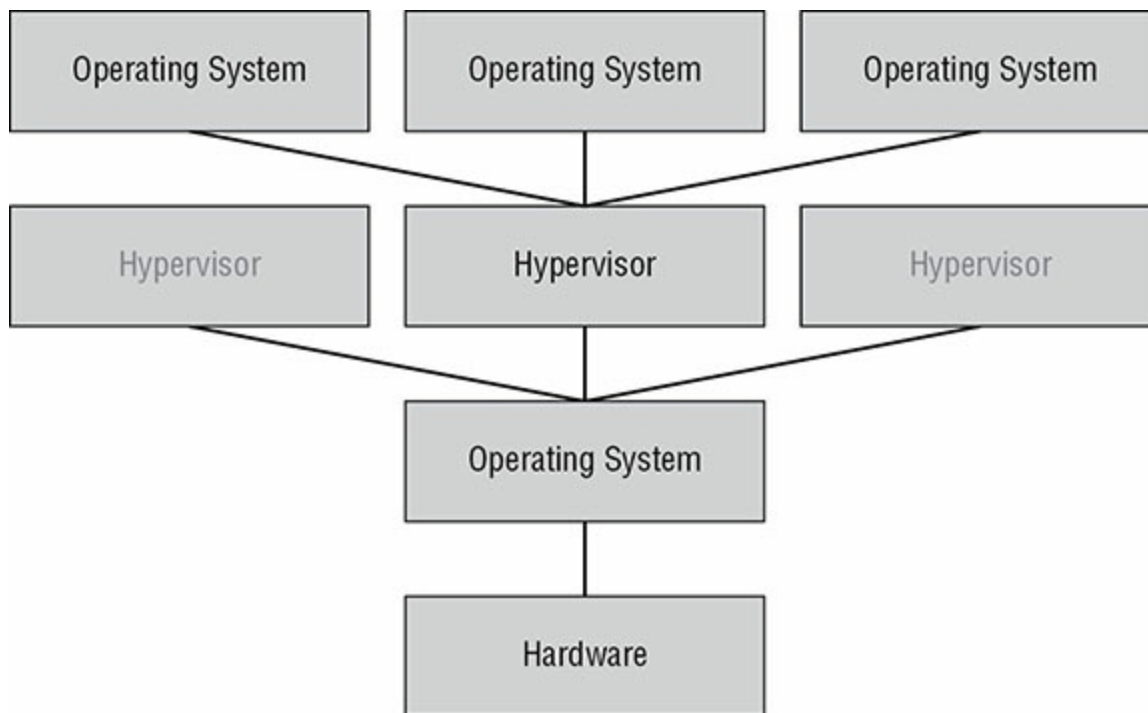 Operating System
Operating System
Operating System
Hypervisor
Hypervisor
Hypervisor
Operating System
Hardware